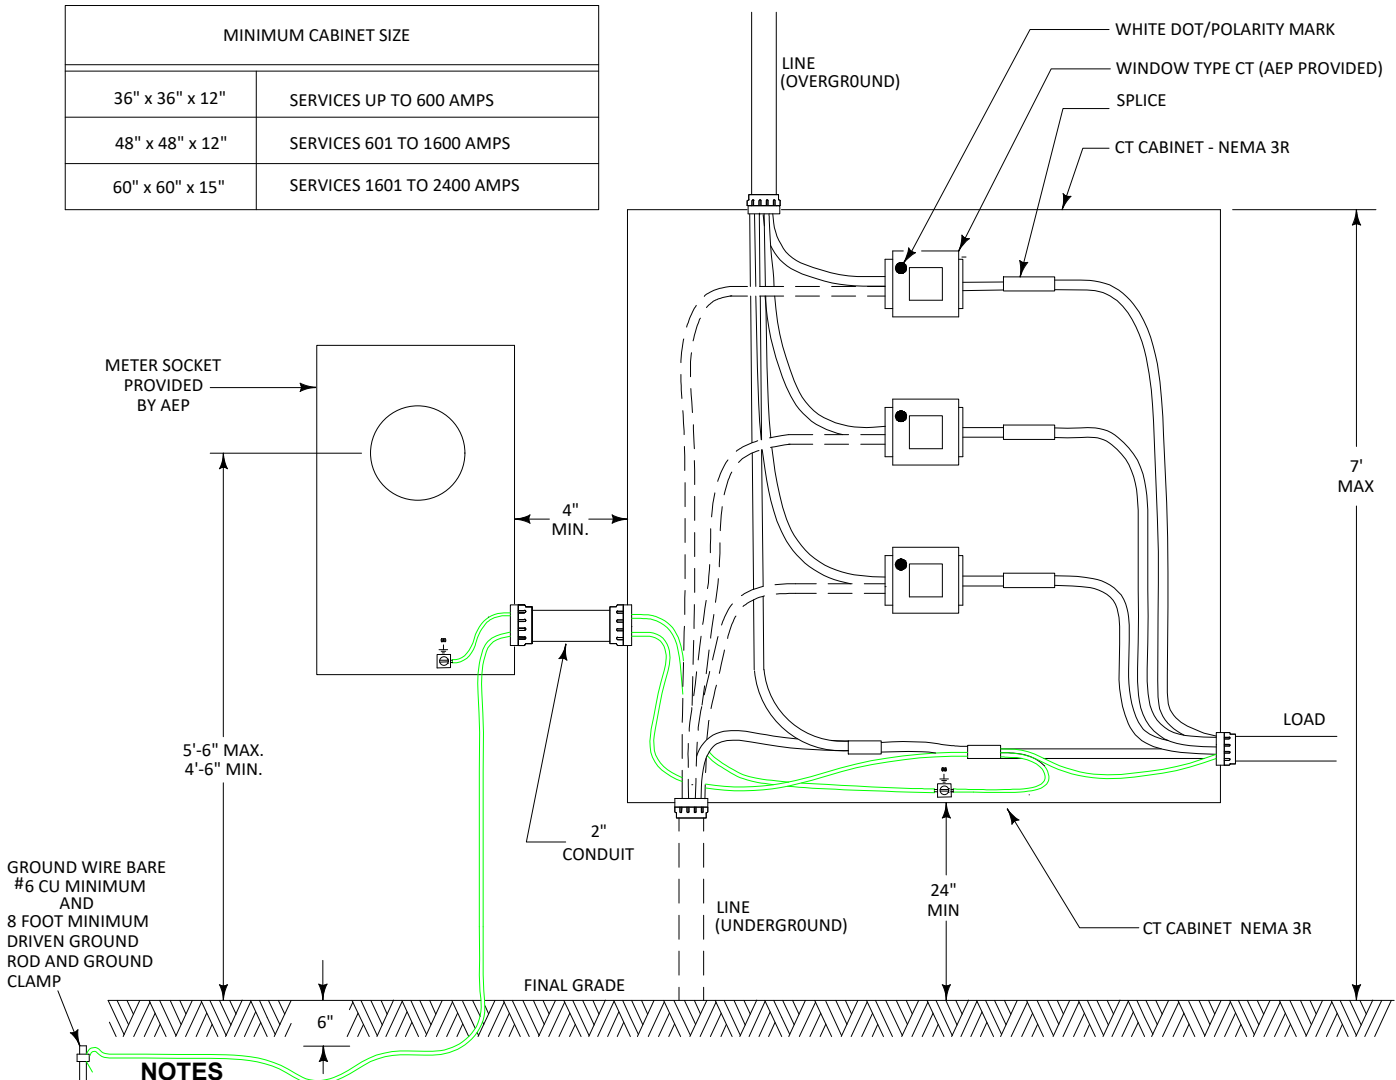 MINIMUM CABINET SIZE
36" x 36" x 12" SERVICES UP TO 600 AMPS
48" x 48" x 12" SERVICES 601 TO 1600 AMPS
60" x 60" x 15" SERVICES 1601 TO 2400 AMPS
LINE
(OVERGR0UND)
WHITE DOT/POLARITY MARK
WINDOW TYPE CT (AEP PROVIDED)
SPLICE
CT CABINET - NEMA 3R
METER SOCKET
PROVIDED
BY AEP
4"
MIN.
7'
MAX
5'-6" MAX.
4'-6" MIN.
LOAD
2"
CONDUIT
GROUND WIRE BARE
#6 CU MINIMUM
AND
8 FOOT MINIMUM
DRIVEN GROUND
ROD AND GROUND
CLAMP
LINE
(UNDERGR0UND)
24"
MIN
CT CABINET NEMA 3R
FINAL GRADE
6"
NOTES